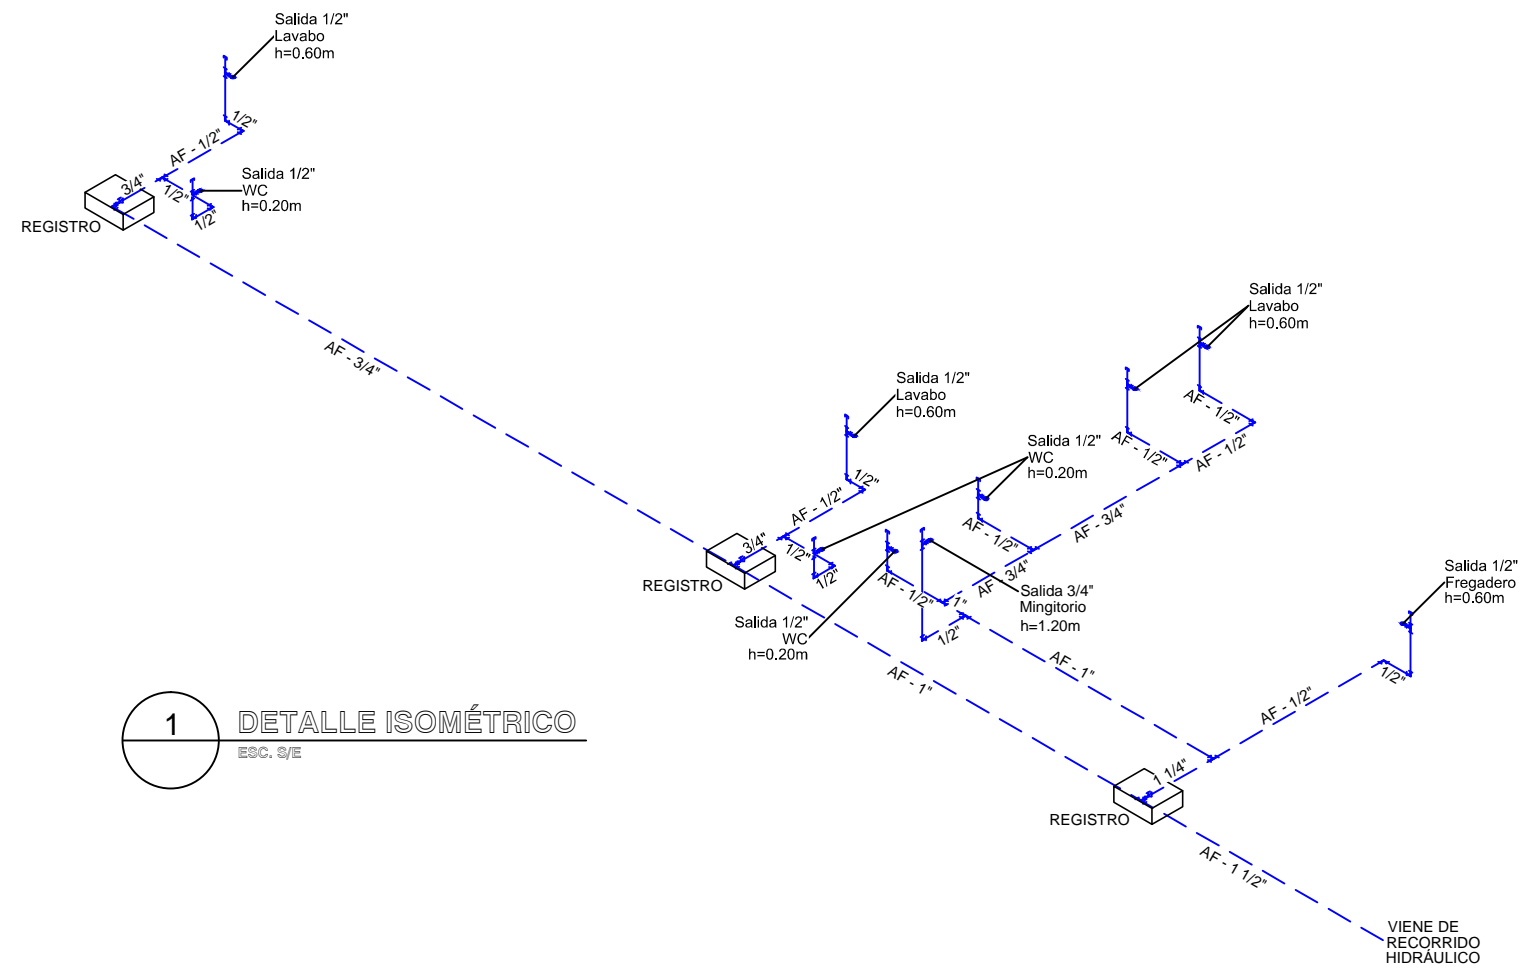 Salida 1/2"
Lavabo
h=0.60m
1/2"
AF - 1/2"
3/4"
1/2"
Salida 1/2"
WC
h=0.20m
1/2"
REGISTRO
AF - 3/4"
Salida 1/2"
Lavabo
h=0.60m
AF - 1/2"
AF - 1/2"
AF - 1/2"
Salida 1/2"
Lavabo
h=0.60m
Salida 1/2"
WC
h=0.20m
1/2"
AF - 1/2"
3/4"
1/2"
1/2"
REGISTRO
AF - 1/2"
AF - 3/4"
AF - 3/4"
AF - 1/2"
1"
1/2"
Salida 3/4"
Mingitorio
h=1.20m
Salida 1/2"
WC
h=0.20m
Salida 1/2"
Fregadero
h=0.60m
1/2"
AF - 1"
AF - 1"
AF - 1/2"
1 1/4"
REGISTRO
AF - 1 1/2"
VIENE DE
RECORRIDO
HIDRÁULICO
1
DETALLE ISOMÉTRICO
ESC. S/E